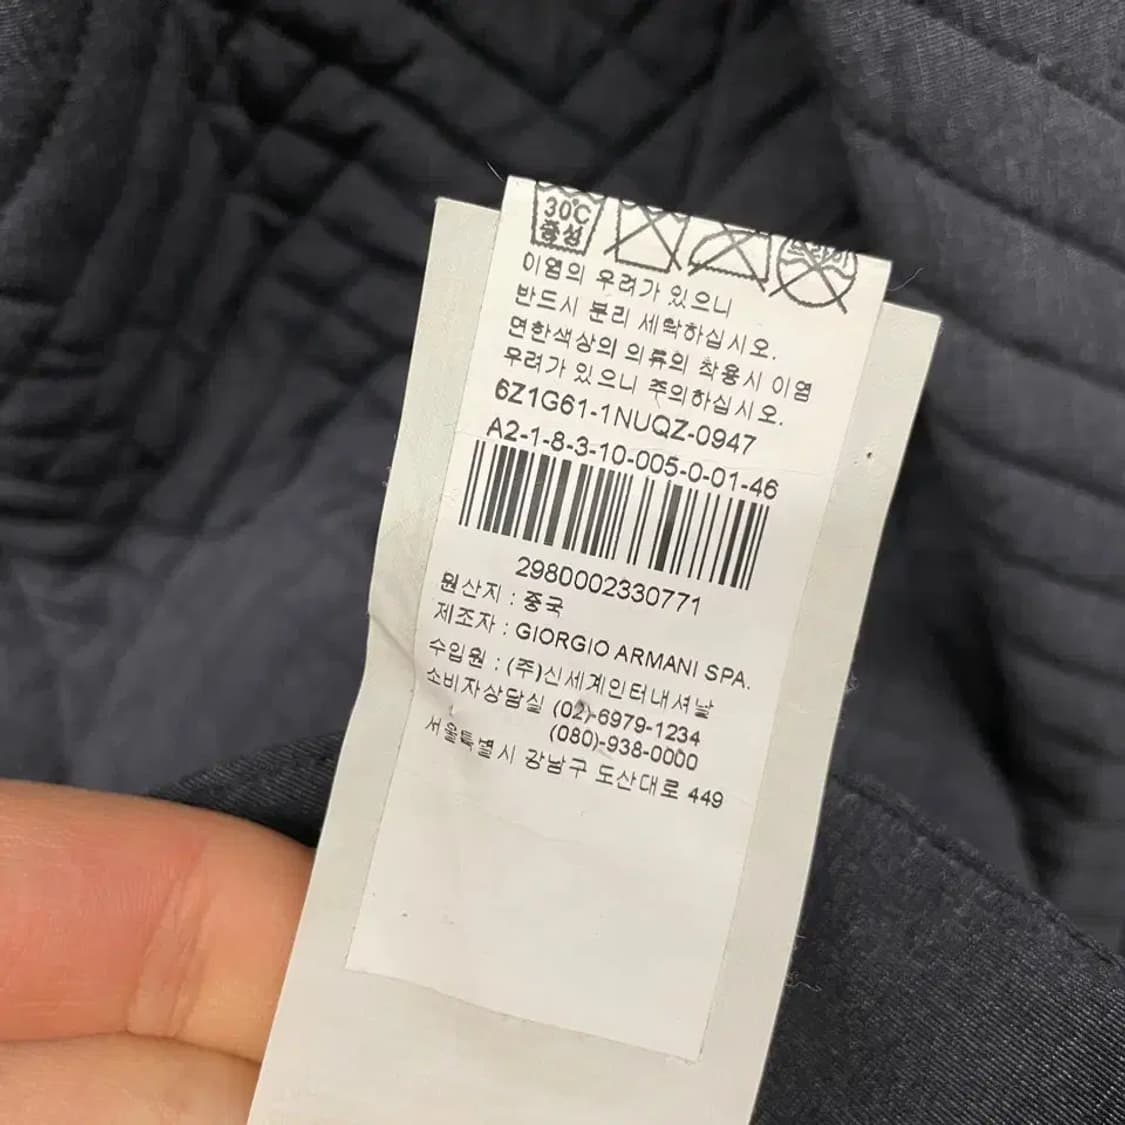 30℃
중성
드라이
이염의 우려가 있으니
반드시 분리 세탁하십시오.
연한색상의 의류의 착용시 이염
우려가 있으니 주의하십시오.
6Z1G61-1NUQZ-0947
A2-1-8-3-10-005-0-01-46
2980002330771
원산지 : 중국
제조자 : GIORGIO ARMANI SPA.
수입원 : (주)신세계인터내셔날
소비자상담실 (02)-6979-1234
(080)-938-0000
서울특별시 강남구 도산대로 449